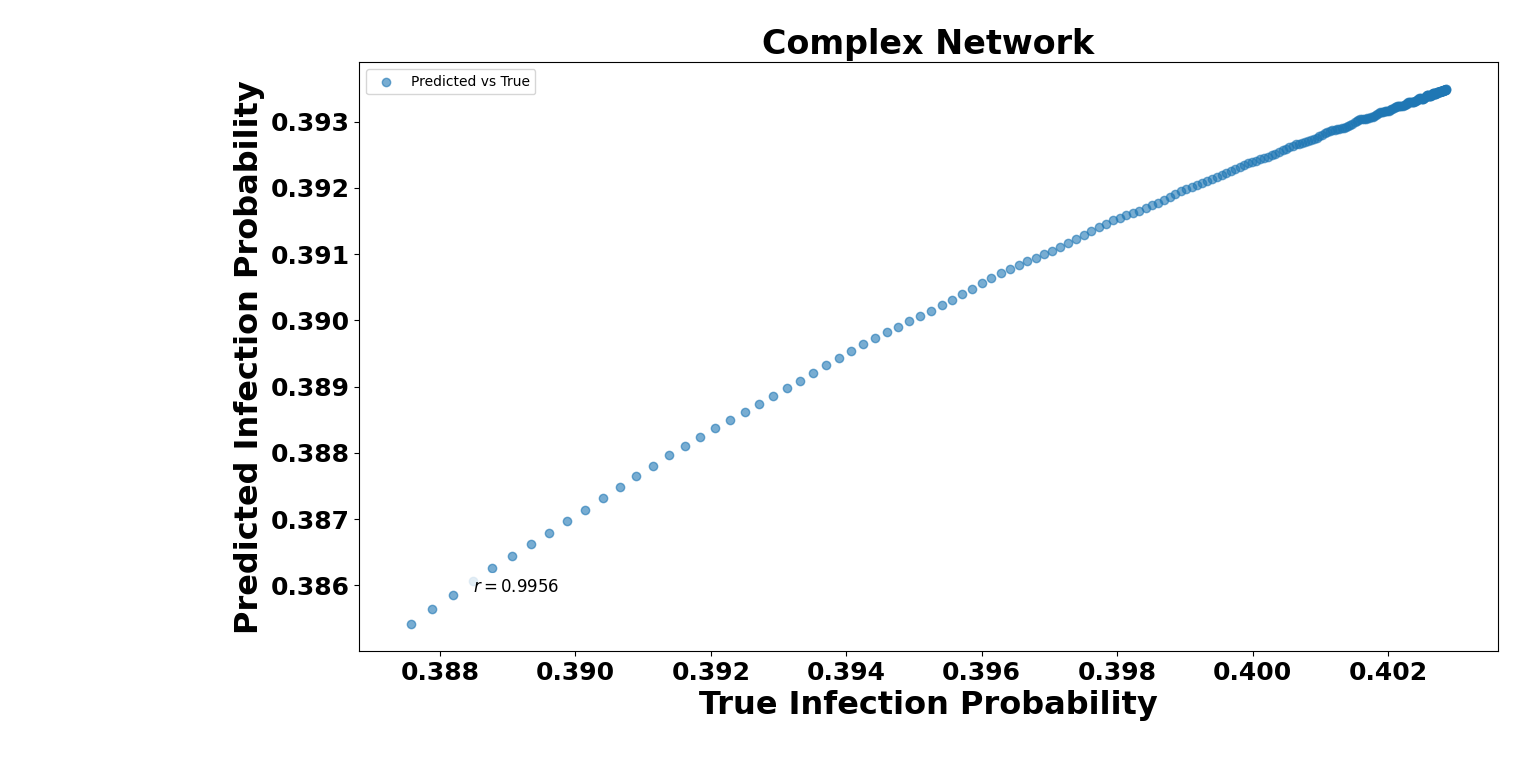 Complex Network
Predicted vs True
Predicted Infection Probability
0.393
0.392
0.391
0.390
0.389
0.388
0.387
0.386
r = 0.9956
0.388 0.390 0.392 0.394 0.396 0.398 0.400 0.402
True Infection Probability